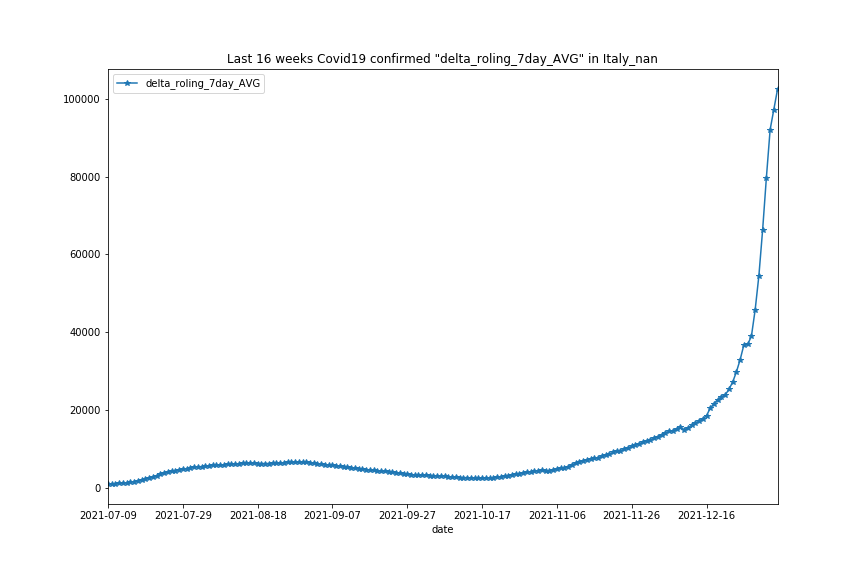 Last 16 weeks Covid19 confirmed "delta_roling_7day_AVG" in Italy_nan
delta_roling_7day_AVG
100000
80000
60000
40000
20000
0
2021-07-09 2021-07-29 2021-08-18 2021-09-07 2021-09-27 2021-10-17 2021-11-06 2021-11-26 2021-12-16
date